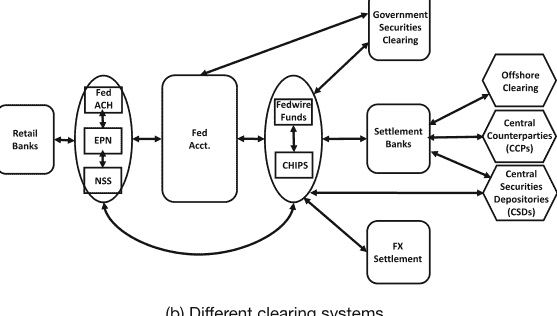 Government
Securities
Clearing
Retail
Banks
Fed
ACH
EPN
NSS
Fed
Acct.
Fedwire
Funds
CHIPS
Settlement
Banks
Offshore
Clearing
Central
Counterparties
(CCPs)
Central
Securities
Depositories
(CSDs)
FX
Settlement
(b) Different clearing systems